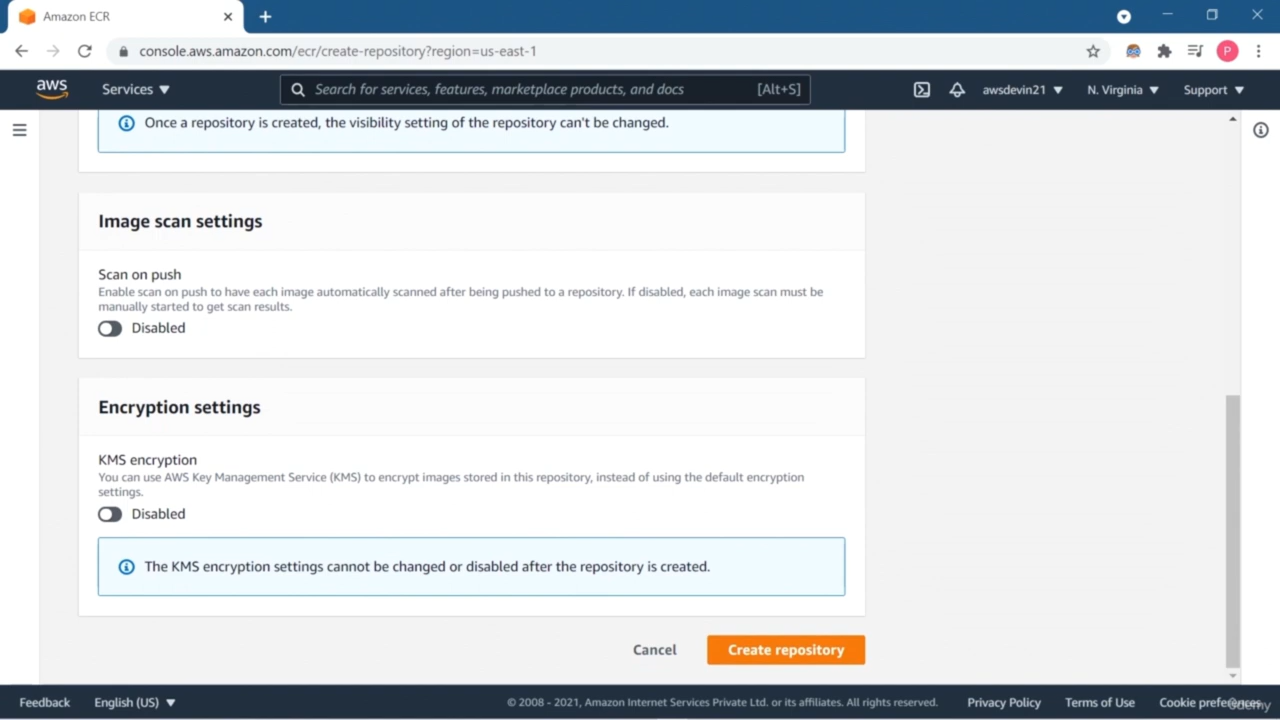 Amazon ECR
console.aws.amazon.com/ecr/create-repository?region=us-east-1
P
aws
Services
Search for services, features, marketplace products, and docs
[Alt+S]
awsdevin21
N. Virginia
Support
Once a repository is created, the visibility setting of the repository can't be changed.
Image scan settings
Scan on push
Enable scan on push to have each image automatically scanned after being pushed to a repository. If disabled, each image scan must be
manually started to get scan results.
Disabled
Encryption settings
KMS encryption
You can use AWS Key Management Service (KMS) to encrypt images stored in this repository, instead of using the default encryption
settings.
Disabled
The KMS encryption settings cannot be changed or disabled after the repository is created.
Cancel
Create repository
Feedback
English (US)
© 2008 - 2021, Amazon Internet Services Private Ltd. or its affiliates. All rights reserved.
Privacy Policy
Terms of Use
Cookie preferences
Udemy